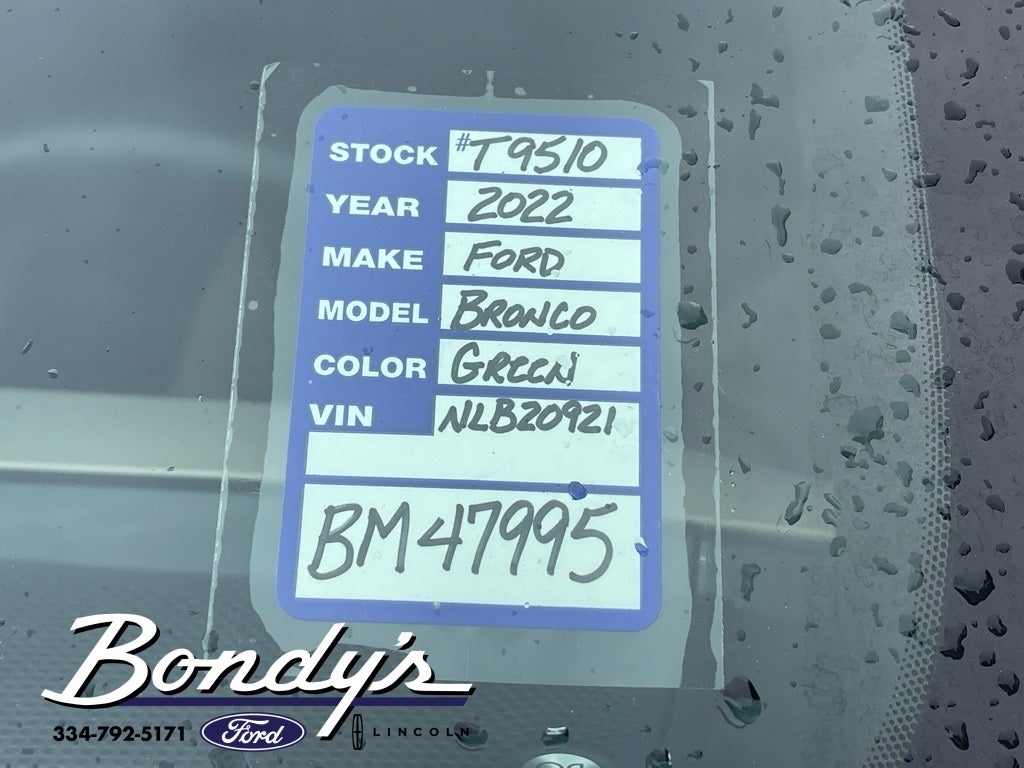 STOCK #T9510
YEAR 2022
MAKE FORD
MODEL BRONCO
COLOR GREEN
VIN NLB20921
BM47995
Bondy's
334-792-5171 Ford LINCOLN